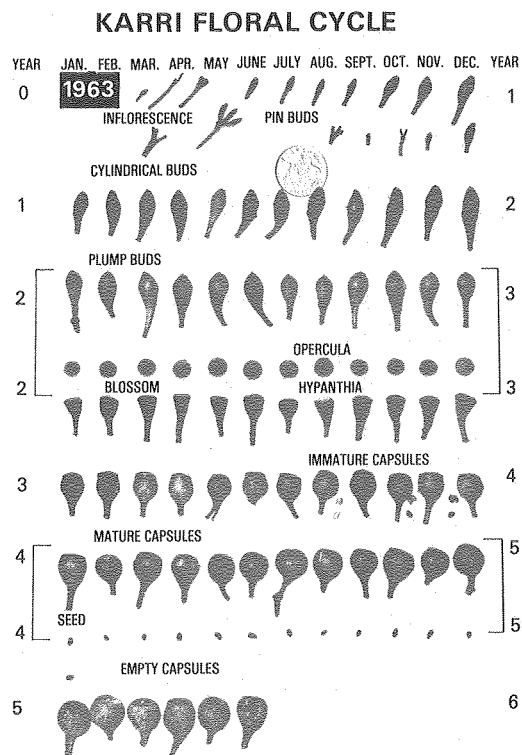 KARRI FLORAL CYCLE
YEAR JAN. FEB. MAR. APR. MAY JUNE JULY AUG. SEPT. OCT. NOV. DEC. YEAR
0 1963 1
INFLORESCENCE PIN BUDS
CYLINDRICAL BUDS
1 2
PLUMP BUDS
2 3
OPERCULA
2 BLOSSOM HYPANTHIA 3
IMMATURE CAPSULES
3 4
MATURE CAPSULES
4 5
SEED
4 5
EMPTY CAPSULES
5 6